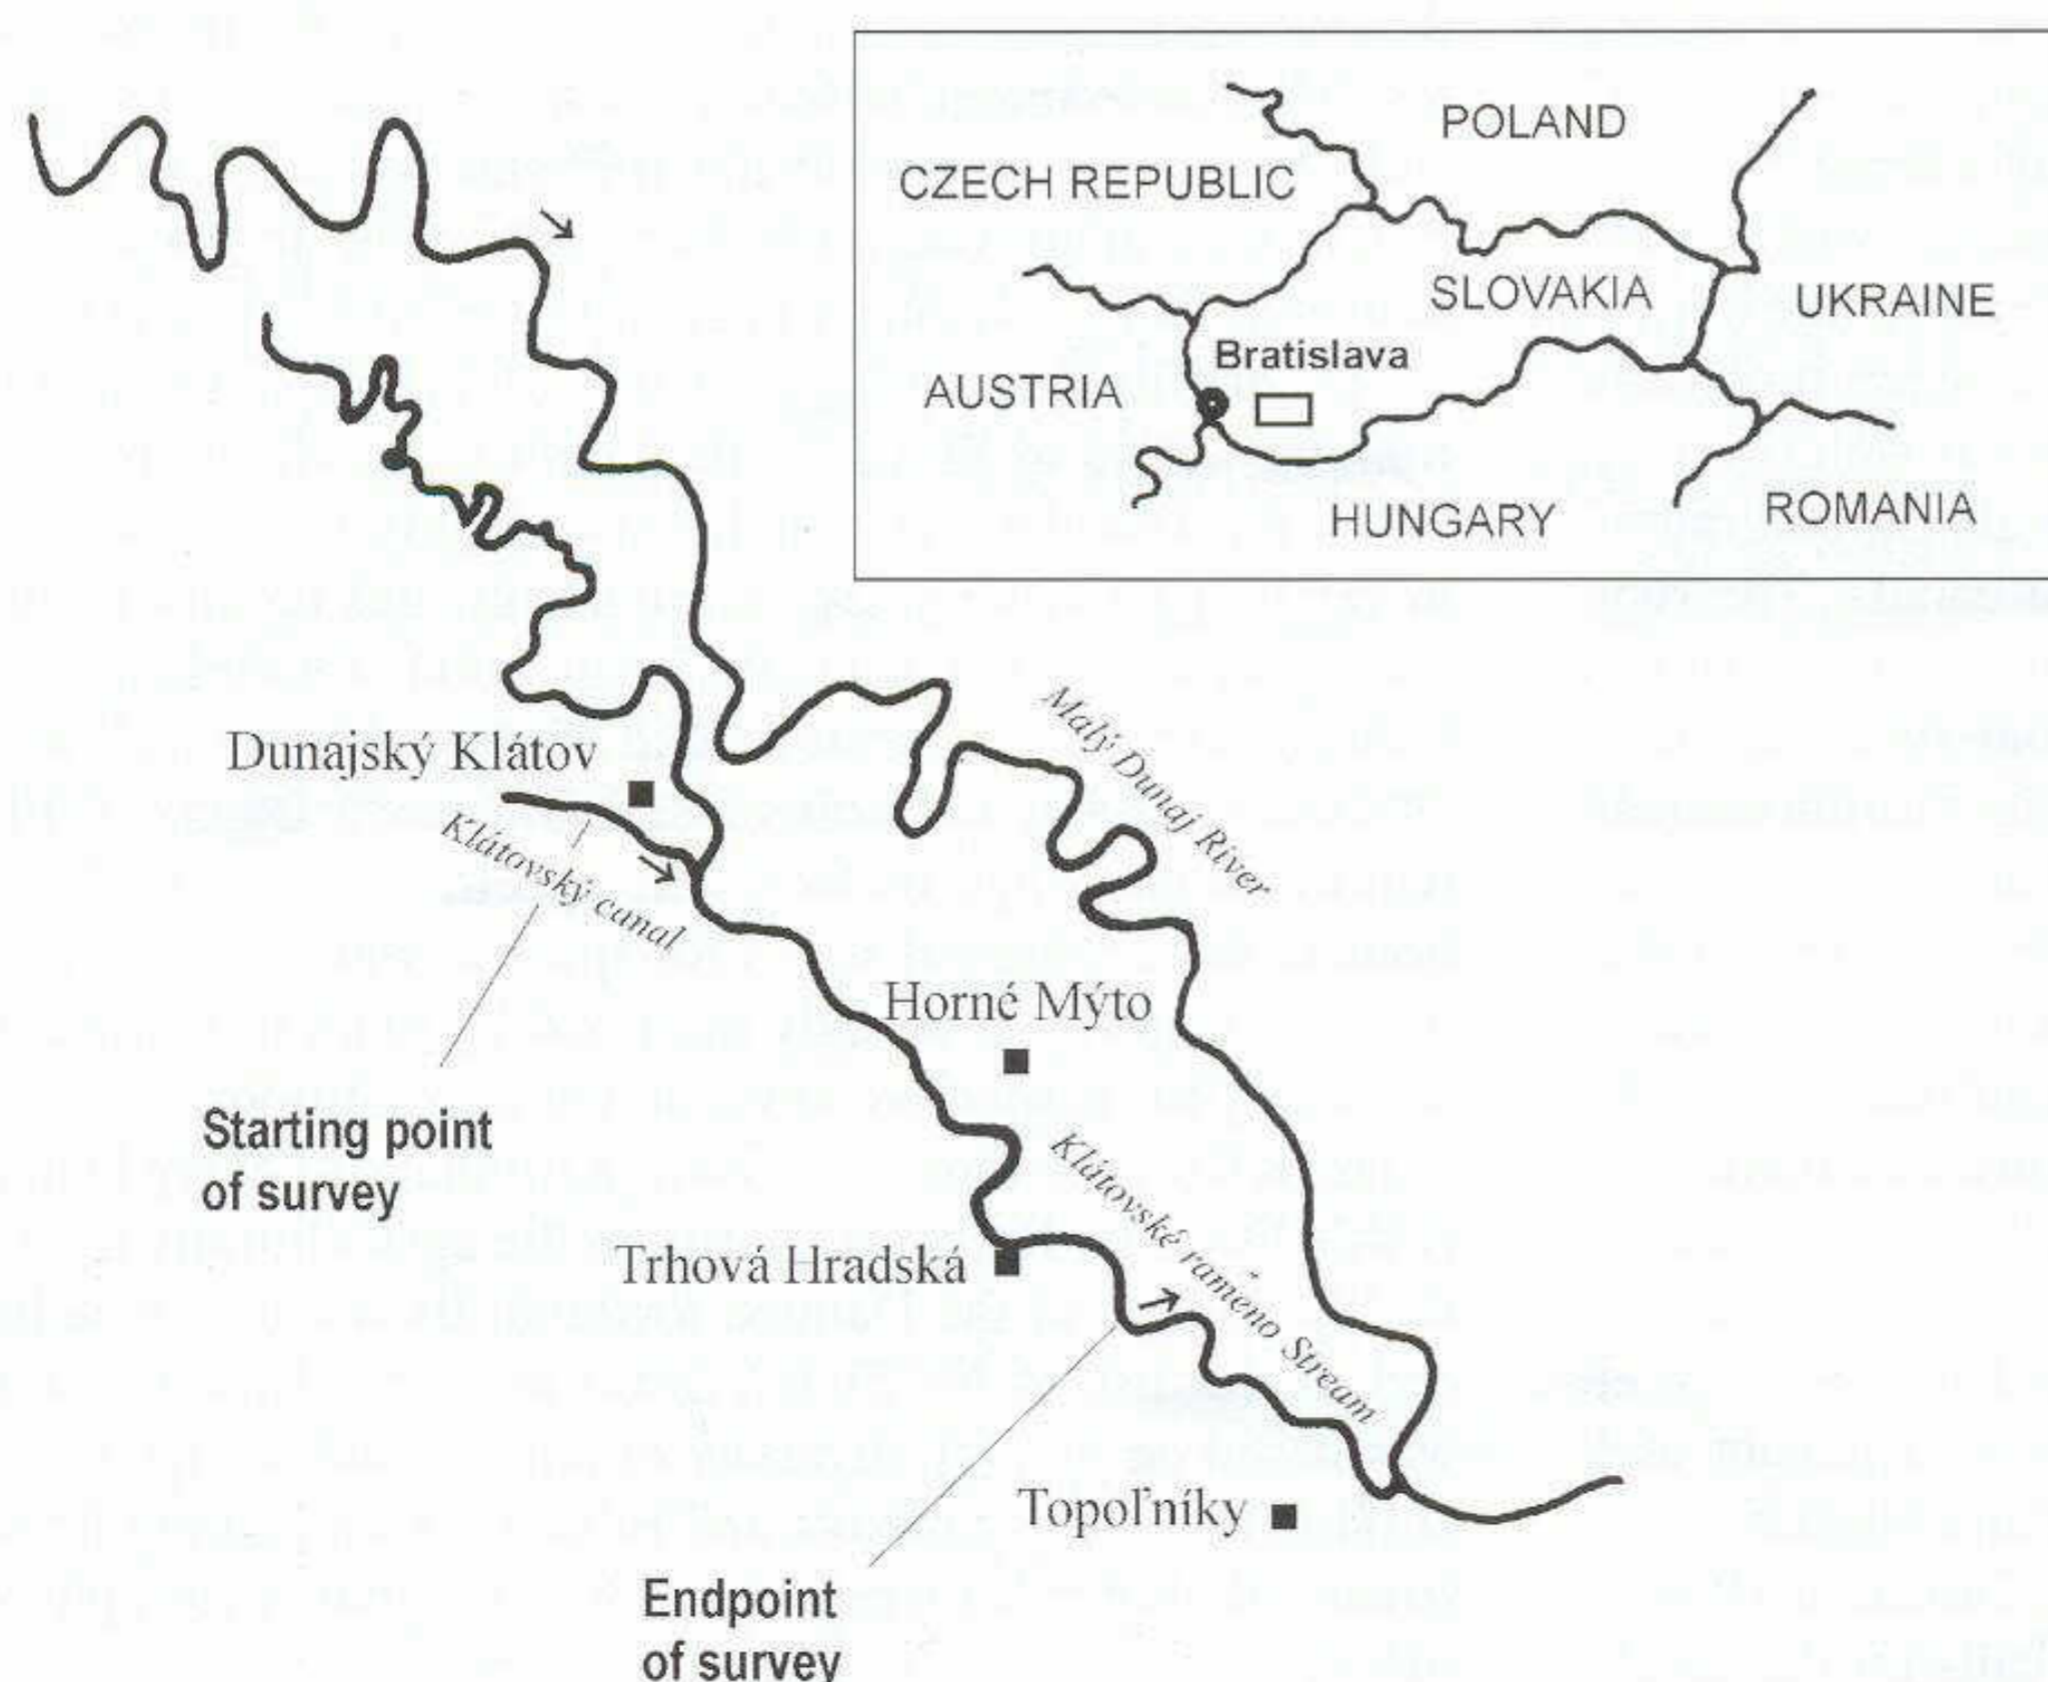 POLAND
CZECH REPUBLIC
SLOVAKIA
UKRAINE
Bratislava
AUSTRIA
HUNGARY
ROMANIA
Malý Dunaj River
Dunajský Klátov
Klátovský canal
Horné Mýto
Starting point
of survey
Klátovské rameno Stream
Trhová Hradská
Topoľníky
Endpoint
of survey